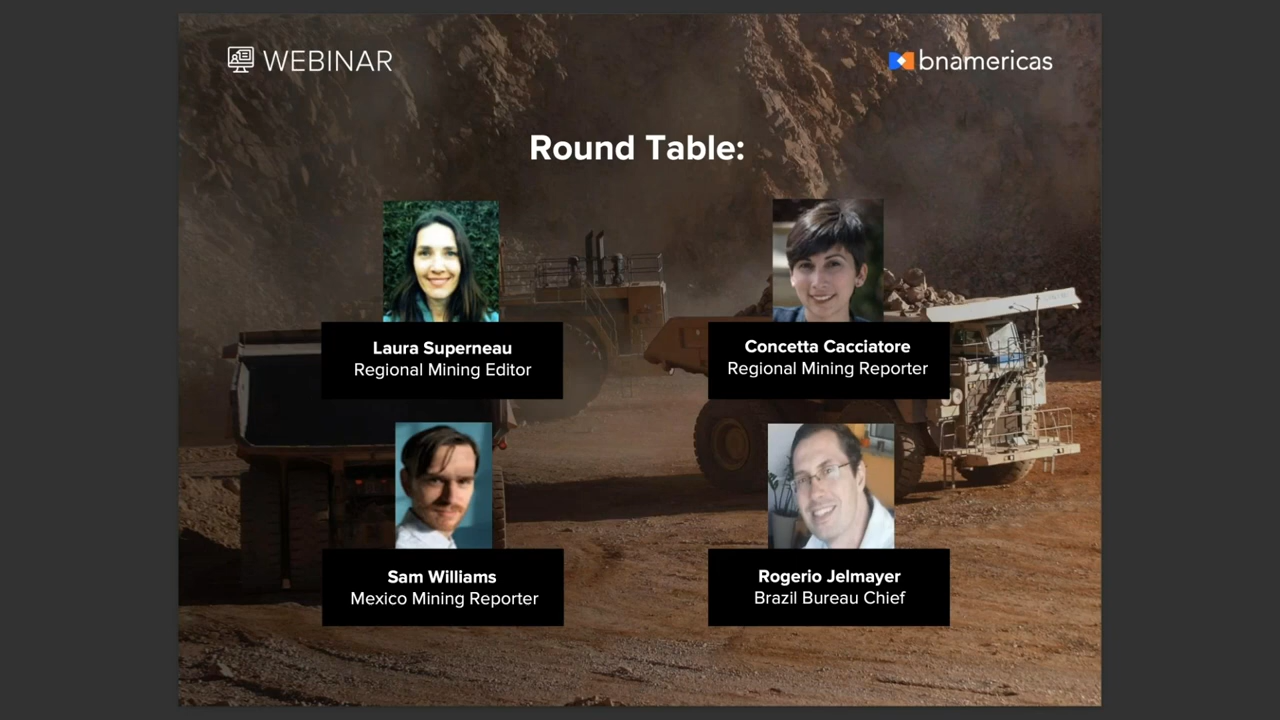 WEBINAR
bnamericas
Round Table:
Laura Superneau
Regional Mining Editor
Concetta Cacciatore
Regional Mining Reporter
Sam Williams
Mexico Mining Reporter
Rogerio Jelmayer
Brazil Bureau Chief